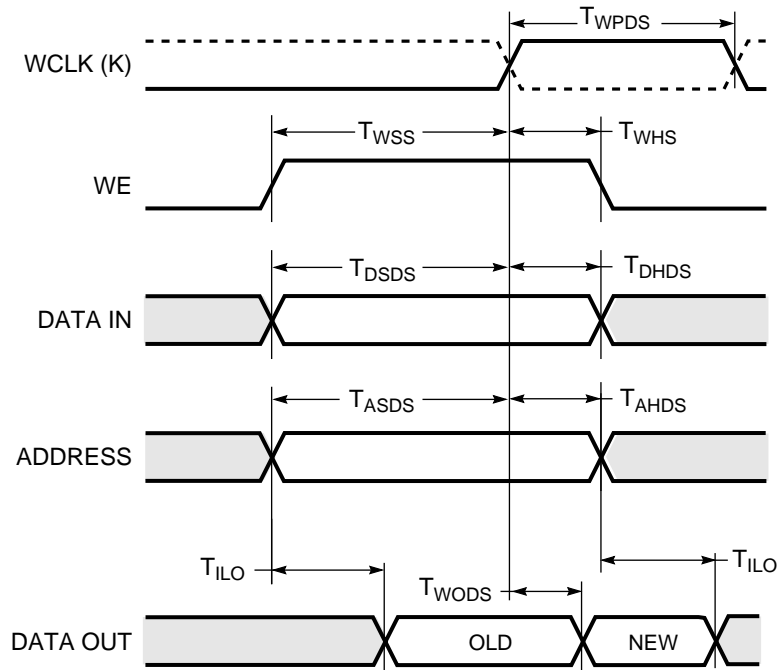 T_WPDS
WCLK (K)
T_WSS T_WHS
WE
T_DSDS T_DHDS
DATA IN
T_ASDS T_AHDS
ADDRESS
T_ILO T_WODS T_ILO
DATA OUT OLD NEW